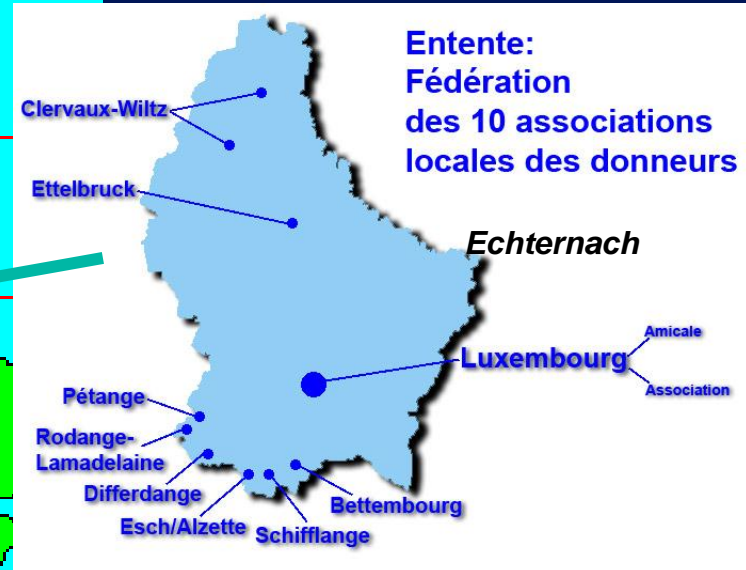 Entente:
Fédération
des 10 associations
locales des donneurs
Clervaux-Wiltz
Ettelbruck
Echternach
Amicale
Luxembourg
Association
Pétange
Rodange-
Lamadelaine
Differdange
Bettembourg
Esch/Alzette
Schifflange